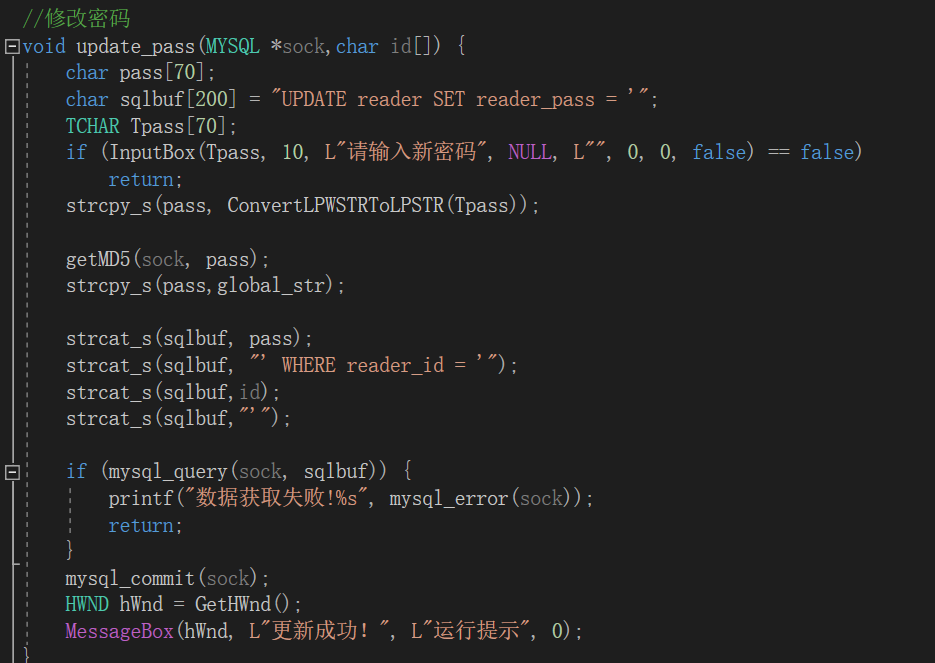 //修改密码
void update_pass(MYSQL *sock,char id[]) {
char pass[70];
char sqlbuf[200] = "UPDATE reader SET reader_pass = '";
TCHAR Tpass[70];
if (InputBox(Tpass, 10, L"请输入新密码", NULL, L"", 0, 0, false) == false)
return;
strcpy_s(pass, ConvertLPWSTRToLPSTR(Tpass));
getMD5(sock, pass);
strcpy_s(pass,global_str);
strcat_s(sqlbuf, pass);
strcat_s(sqlbuf, "' WHERE reader_id = '");
strcat_s(sqlbuf,id);
strcat_s(sqlbuf,"'");
if (mysql_query(sock, sqlbuf)) {
printf("数据获取失败!%s", mysql_error(sock));
return;
}
mysql_commit(sock);
HWND hWnd = GetHWnd();
MessageBox(hWnd, L"更新成功！", L"运行提示", 0);
}